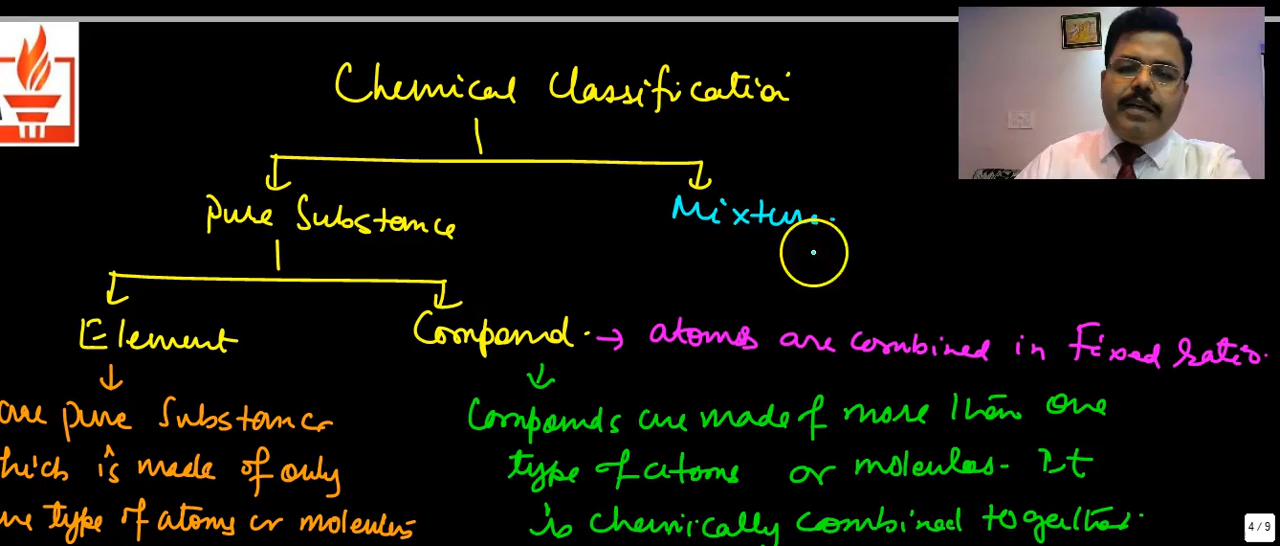 Chemical Classification
Pure Substance
Mixture.
Element
Compound. → atoms are combined in Fixed ratio.
are pure Substance
hich is made of only
ne type of atoms or molecules
Compounds are made of more than one
type of atoms or molecules. It
is chemically combined together.
4 / 9